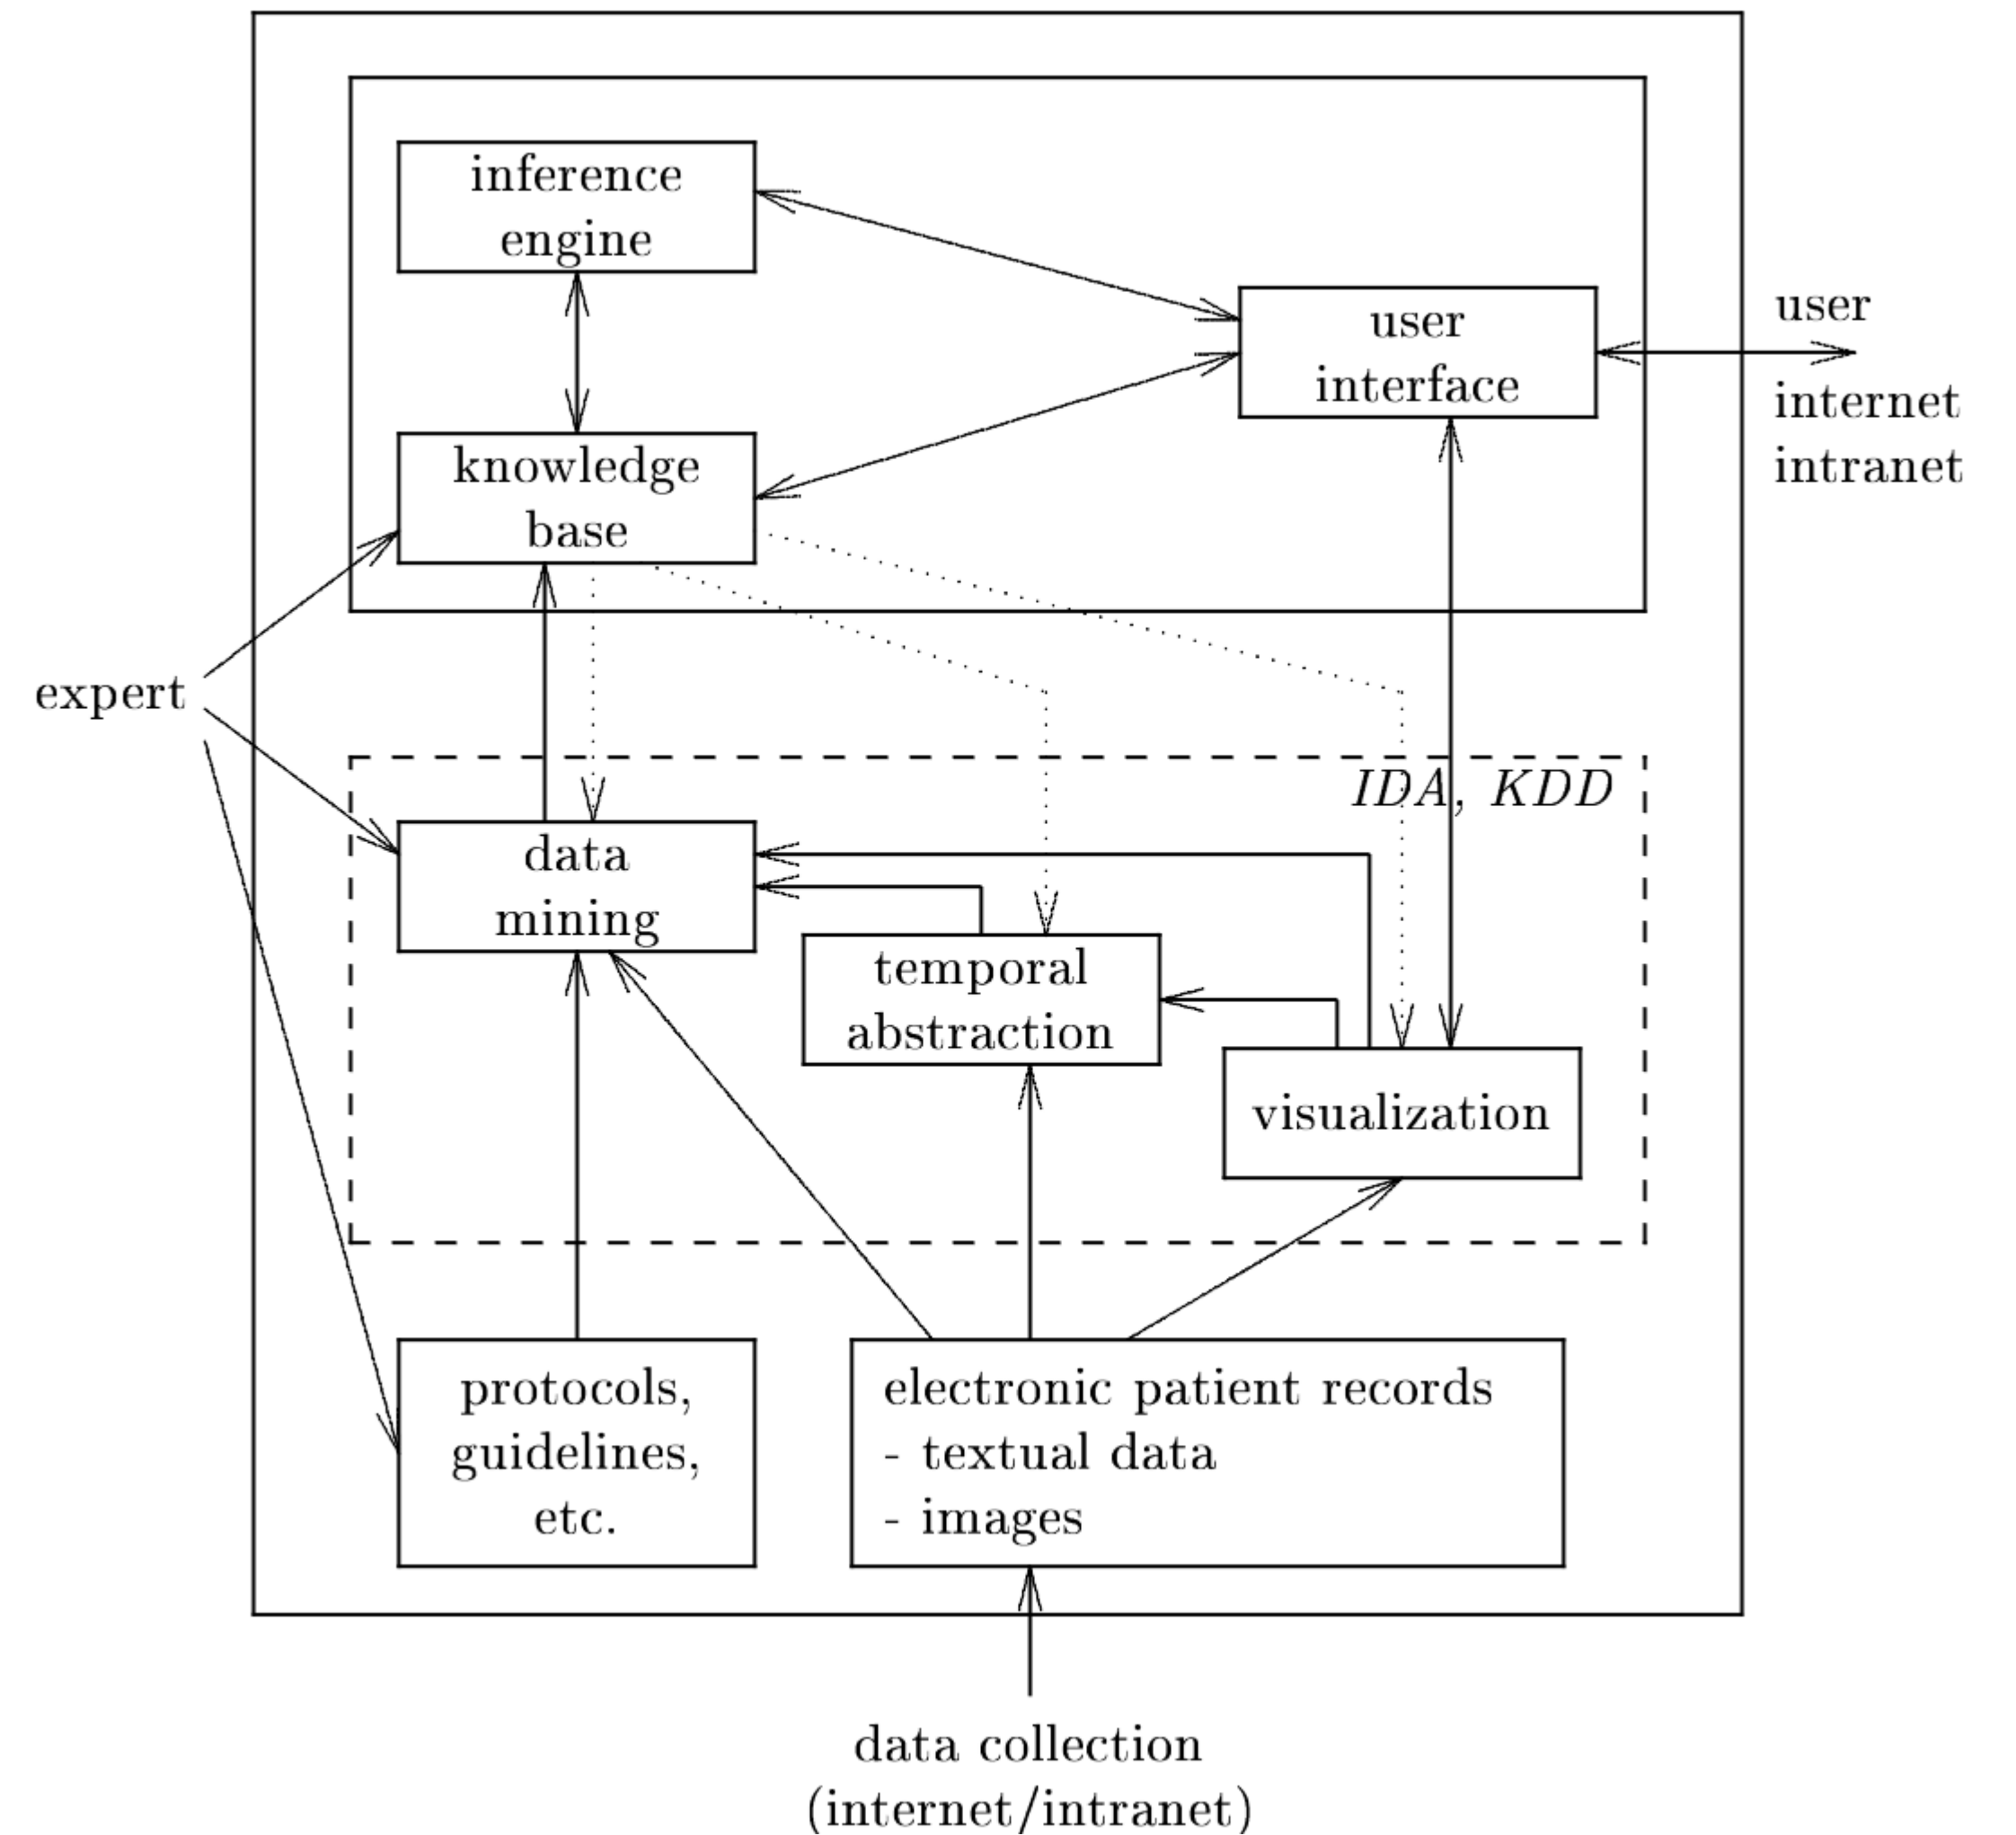 inference
engine
user
interface
user
internet
intranet
knowledge
base
expert
IDA, KDD
data
mining
temporal
abstraction
visualization
protocols,
guidelines,
etc.
electronic patient records
- textual data
- images
data collection
(internet/intranet)